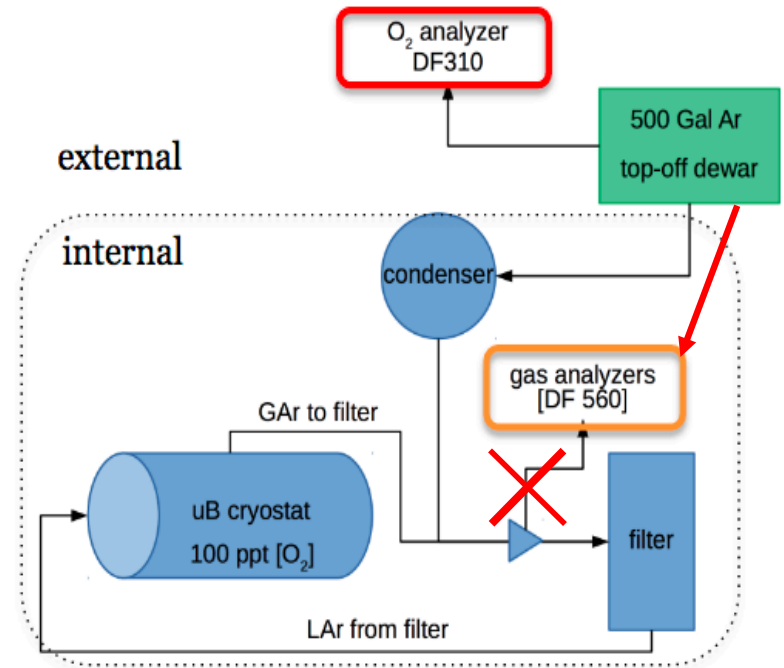 O₂ analyzer
DF310
500 Gal Ar
top-off dewar
external
internal
condenser
gas analyzers
[DF 560]
GAr to filter
uB cryostat
100 ppt [O₂]
filter
LAr from filter